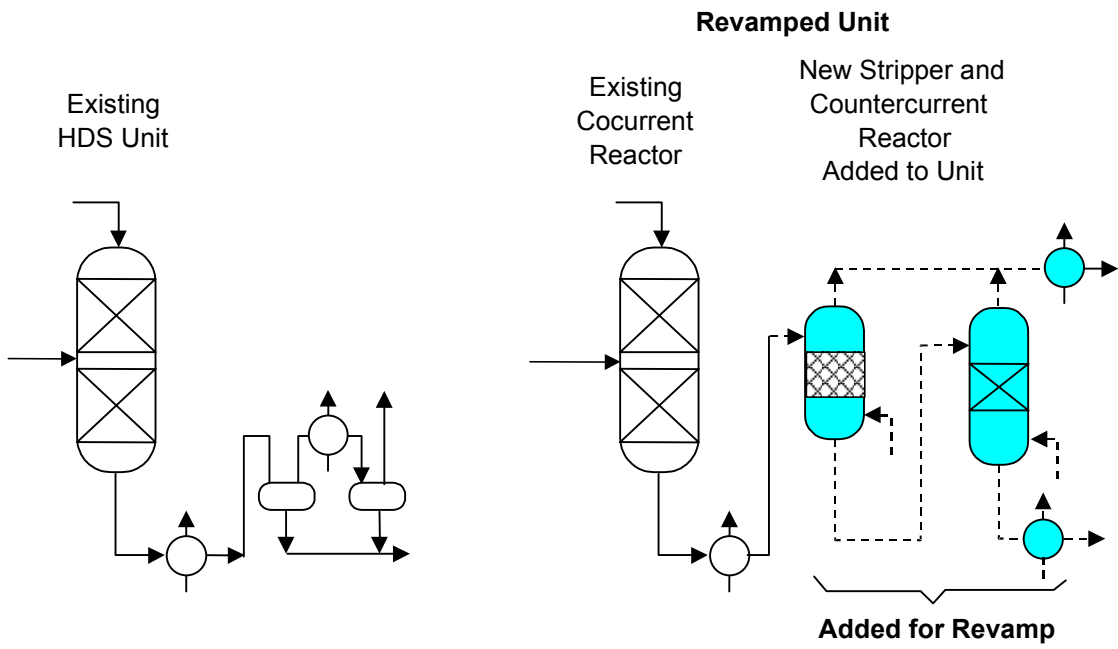 Revamped Unit
Existing
HDS Unit
Existing
Cocurrent
Reactor
New Stripper and
Countercurrent
Reactor
Added to Unit
Added for Revamp